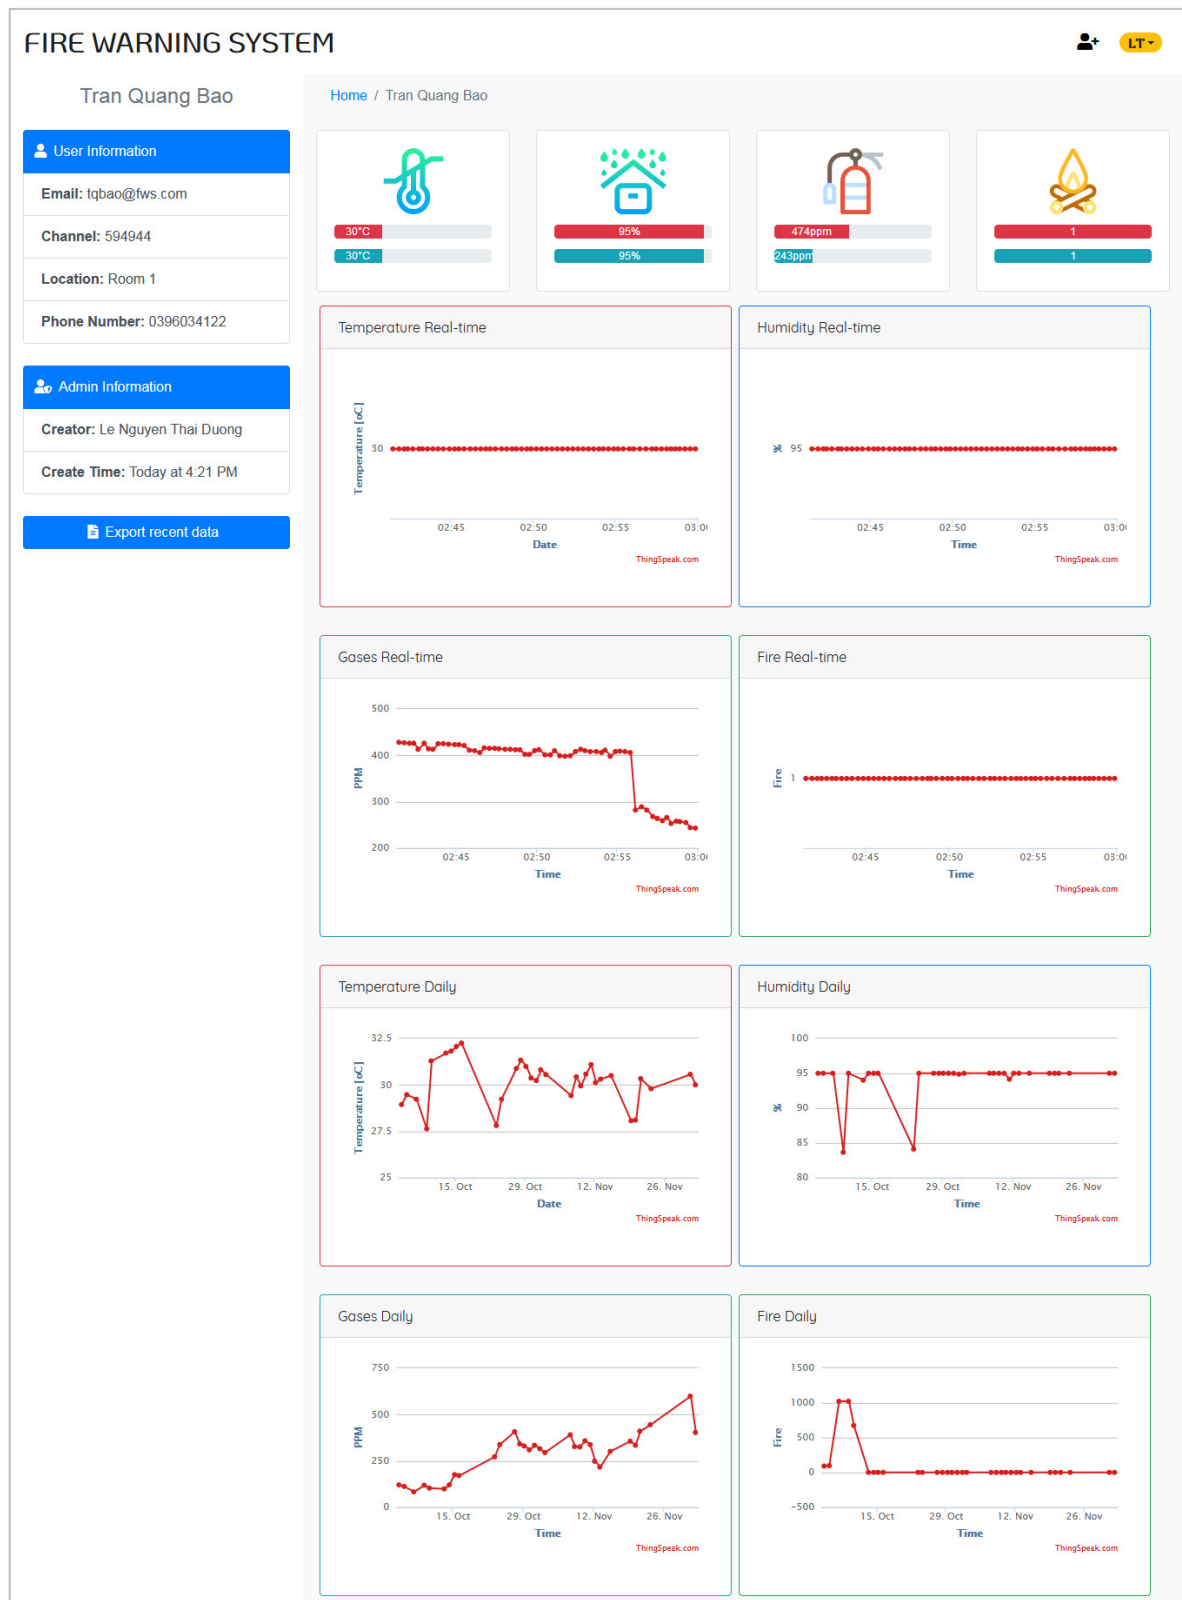 FIRE WARNING SYSTEM
LT
Tran Quang Bao
Home / Tran Quang Bao
User Information
Email: tqbao@fws.com
Channel: 594944
Location: Room 1
Phone Number: 0396034122
Admin Information
Creator: Le Nguyen Thai Duong
Create Time: Today at 4:21 PM
Export recent data
30°C
30°C
95%
95%
474ppm
243ppm
1
1
Temperature Real-time
Temperature [oC]
30
02:45 02:50 02:55 03:0
Date
ThingSpeak.com
Humidity Real-time
%
95
02:45 02:50 02:55 03:0
Time
ThingSpeak.com
Gases Real-time
PPM
500
400
300
200
02:45 02:50 02:55 03:0
Time
ThingSpeak.com
Fire Real-time
Fire
1
02:45 02:50 02:55 03:0
Time
ThingSpeak.com
Temperature Daily
Temperature [oC]
32.5
30
27.5
25
15. Oct 29. Oct 12. Nov 26. Nov
Date
ThingSpeak.com
Humidity Daily
%
100
95
90
85
80
15. Oct 29. Oct 12. Nov 26. Nov
Time
ThingSpeak.com
Gases Daily
PPM
750
500
250
0
15. Oct 29. Oct 12. Nov 26. Nov
Time
ThingSpeak.com
Fire Daily
Fire
1500
1000
500
0
-500
15. Oct 29. Oct 12. Nov 26. Nov
Time
ThingSpeak.com